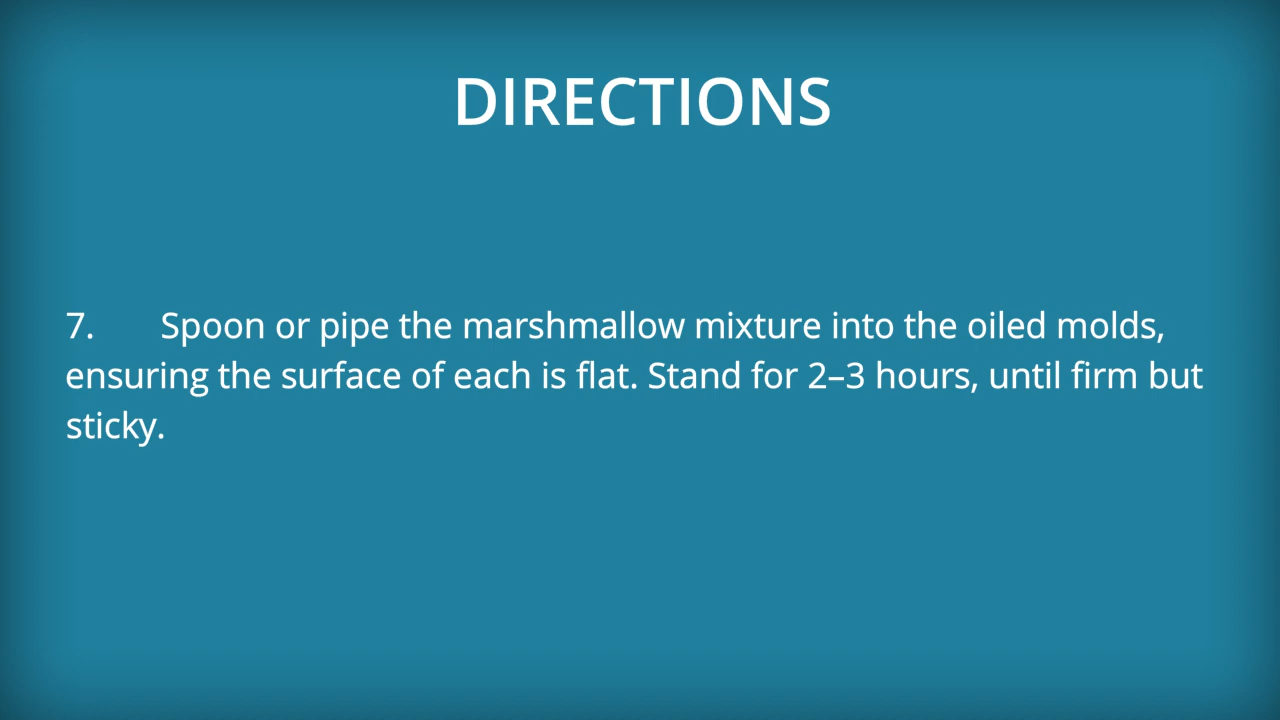 DIRECTIONS
7. Spoon or pipe the marshmallow mixture into the oiled molds,
ensuring the surface of each is flat. Stand for 2–3 hours, until firm but
sticky.